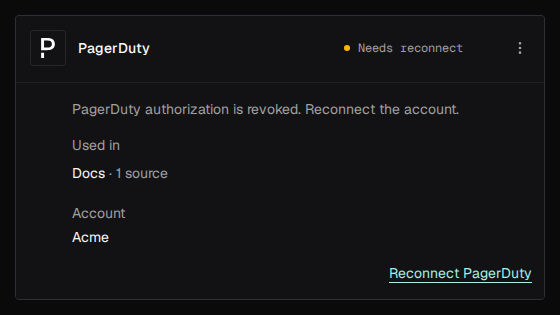 PagerDuty
Needs reconnect
PagerDuty authorization is revoked. Reconnect the account.
Used in
Docs · 1 source
Account
Acme
Reconnect PagerDuty